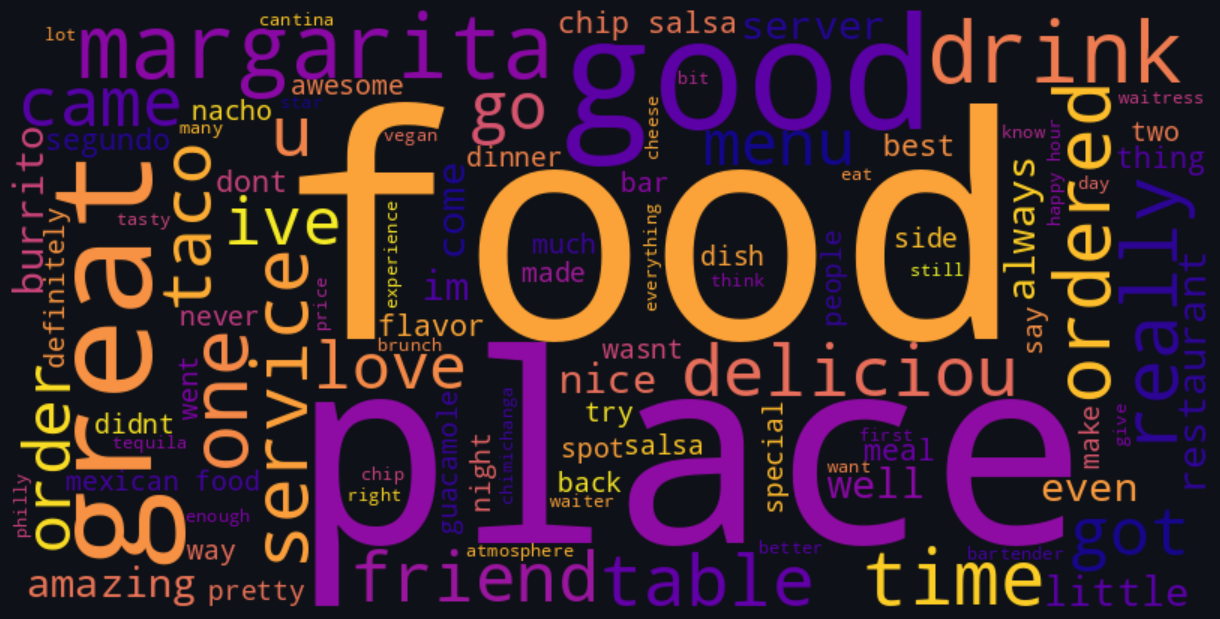 cantina
lot
margarita
chip salsa
server
good
drink
awesome
bit
came
nacho
star
go
cheese
waitress
segundo
many
u
food
vegan
menu
best
know
ordered
two
thing
burrito
great
taco
dinner
dont
bar
eat
always
happy hour
day
really
tasty
ive
come
experience
definitely
service
much
made
everything
dish
think
people
side
still
im
restaurant
never
price
flavor
say
one
brunch
love
wasnt
place
nice
deliciou
order
went
didnt
tequila
guacamole
chimichanga
try
special
make
give
night
spot
salsa
first
meal
mexican food
philly
chip
right
back
waiter
want
well
even
enough
way
atmosphere
better
bartender
got
amazing
pretty
friend
table
time
little